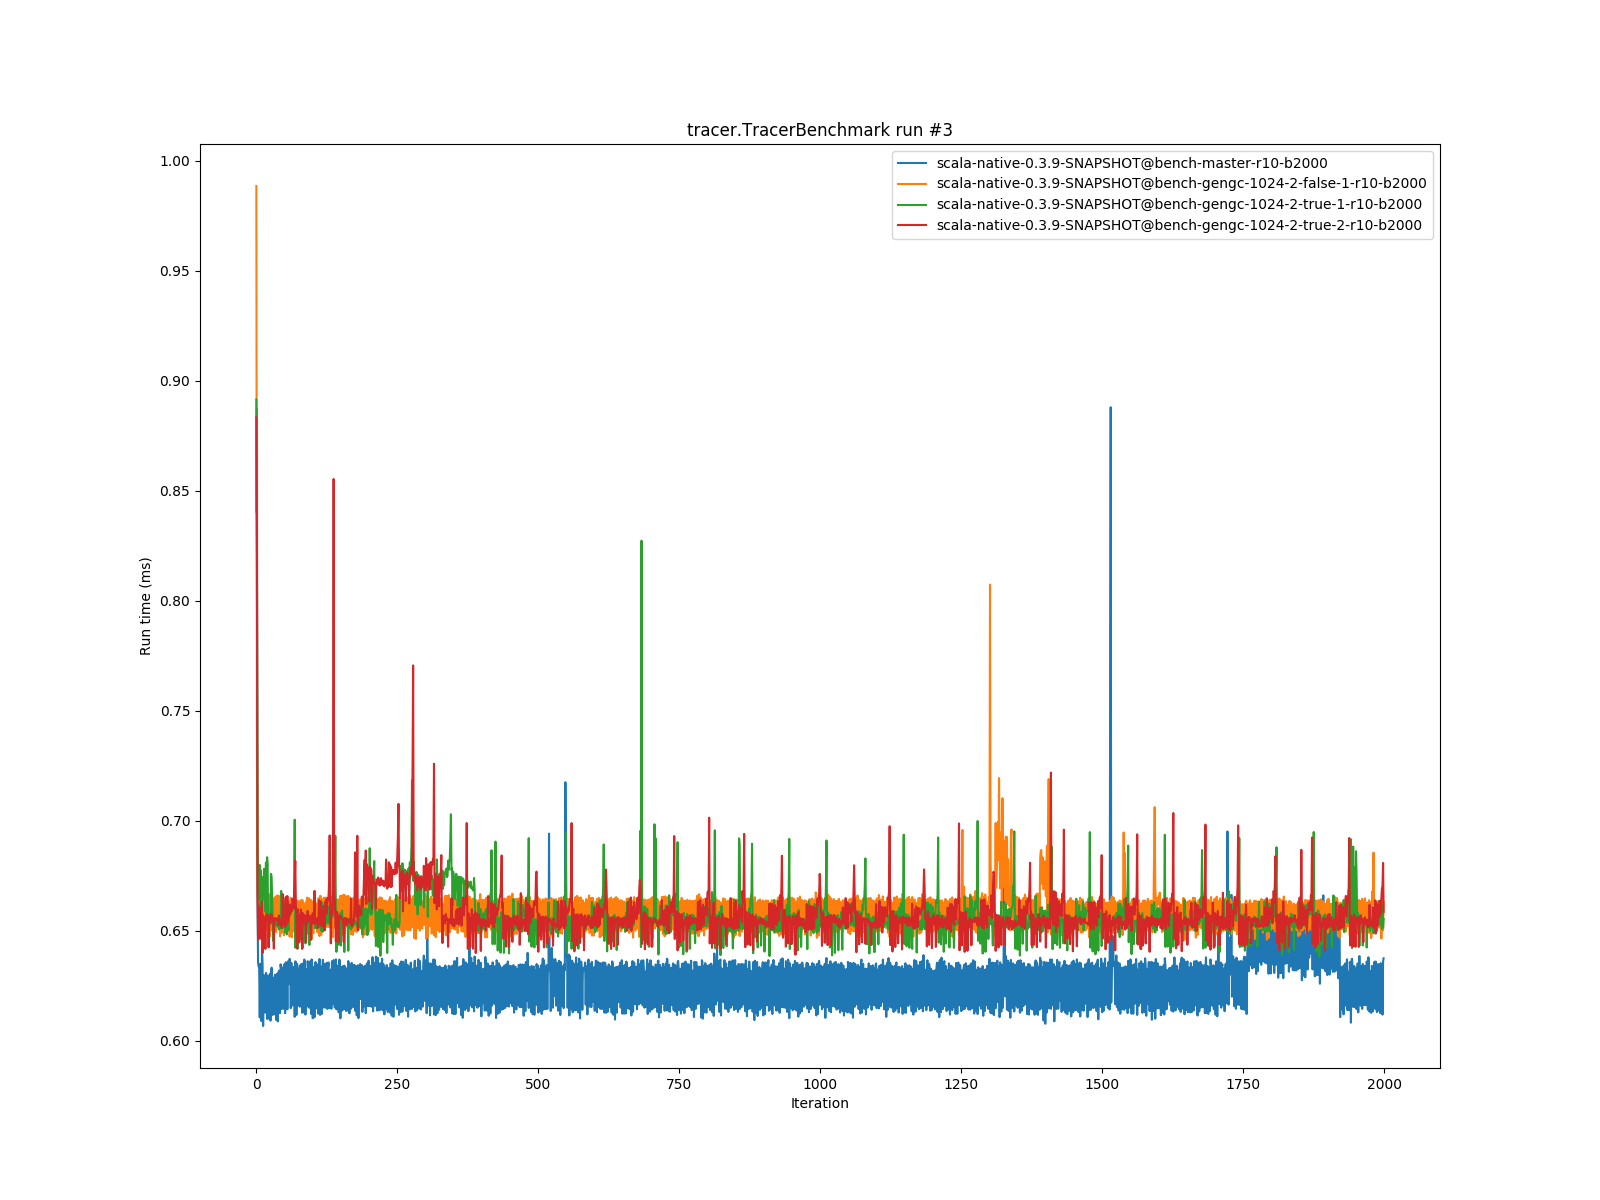 tracer.TracerBenchmark run #3
scala-native-0.3.9-SNAPSHOT@bench-master-r10-b2000
scala-native-0.3.9-SNAPSHOT@bench-gengc-1024-2-false-1-r10-b2000
scala-native-0.3.9-SNAPSHOT@bench-gengc-1024-2-true-1-r10-b2000
scala-native-0.3.9-SNAPSHOT@bench-gengc-1024-2-true-2-r10-b2000
Run time (ms)
1.00
0.95
0.90
0.85
0.80
0.75
0.70
0.65
0.60
0 250 500 750 1000 1250 1500 1750 2000
Iteration